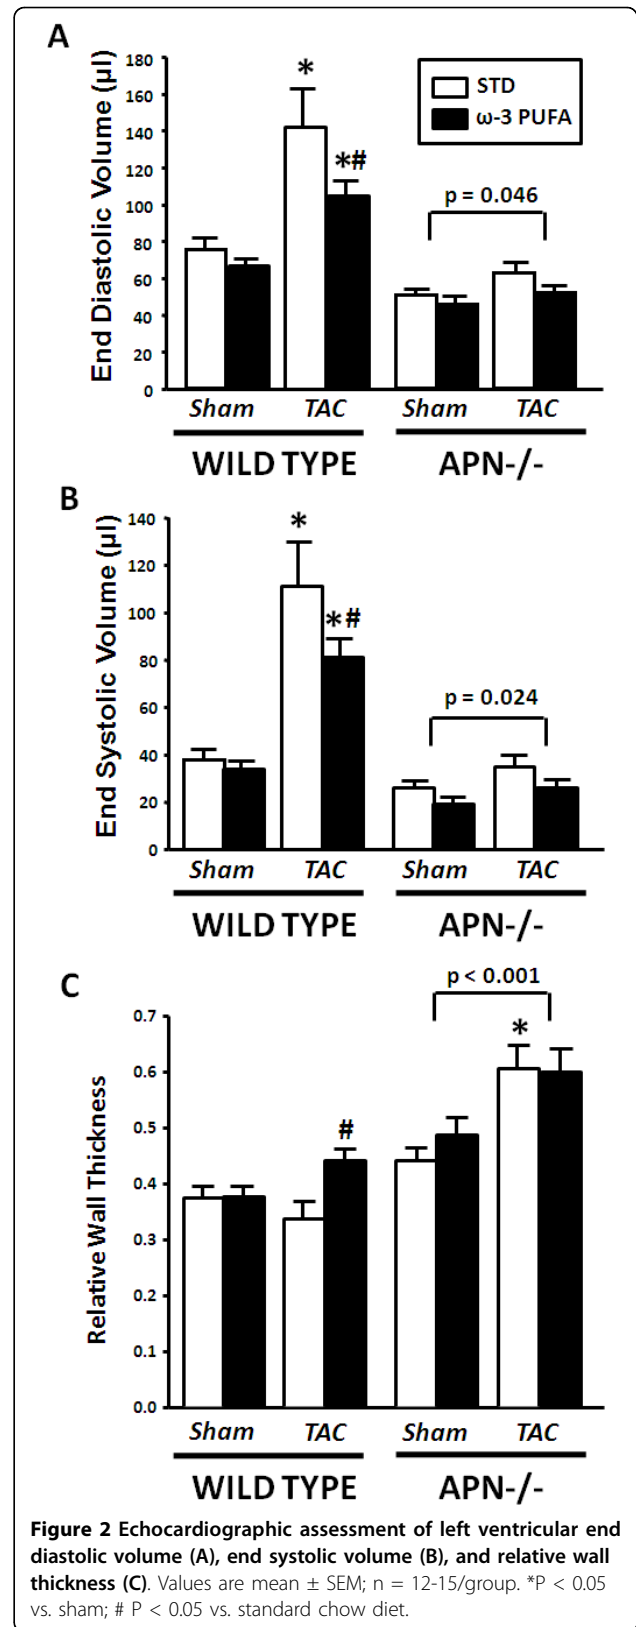 A
End Diastolic Volume (µl)
180
160
140
120
100
80
60
40
20
0
*
*#
STD
ω-3 PUFA
p = 0.046
Sham TAC Sham TAC
WILD TYPE APN-/-
B
End Systolic Volume (µl)
140
120
100
80
60
40
20
0
*
*#
p = 0.024
Sham TAC Sham TAC
WILD TYPE APN-/-
C
Relative Wall Thickness
0.7
0.6
0.5
0.4
0.3
0.2
0.1
0.0
p < 0.001
*
#
Sham TAC Sham TAC
WILD TYPE APN-/-
Figure 2 Echocardiographic assessment of left ventricular end
diastolic volume (A), end systolic volume (B), and relative wall
thickness (C). Values are mean ± SEM; n = 12-15/group. *P < 0.05
vs. sham; # P < 0.05 vs. standard chow diet.